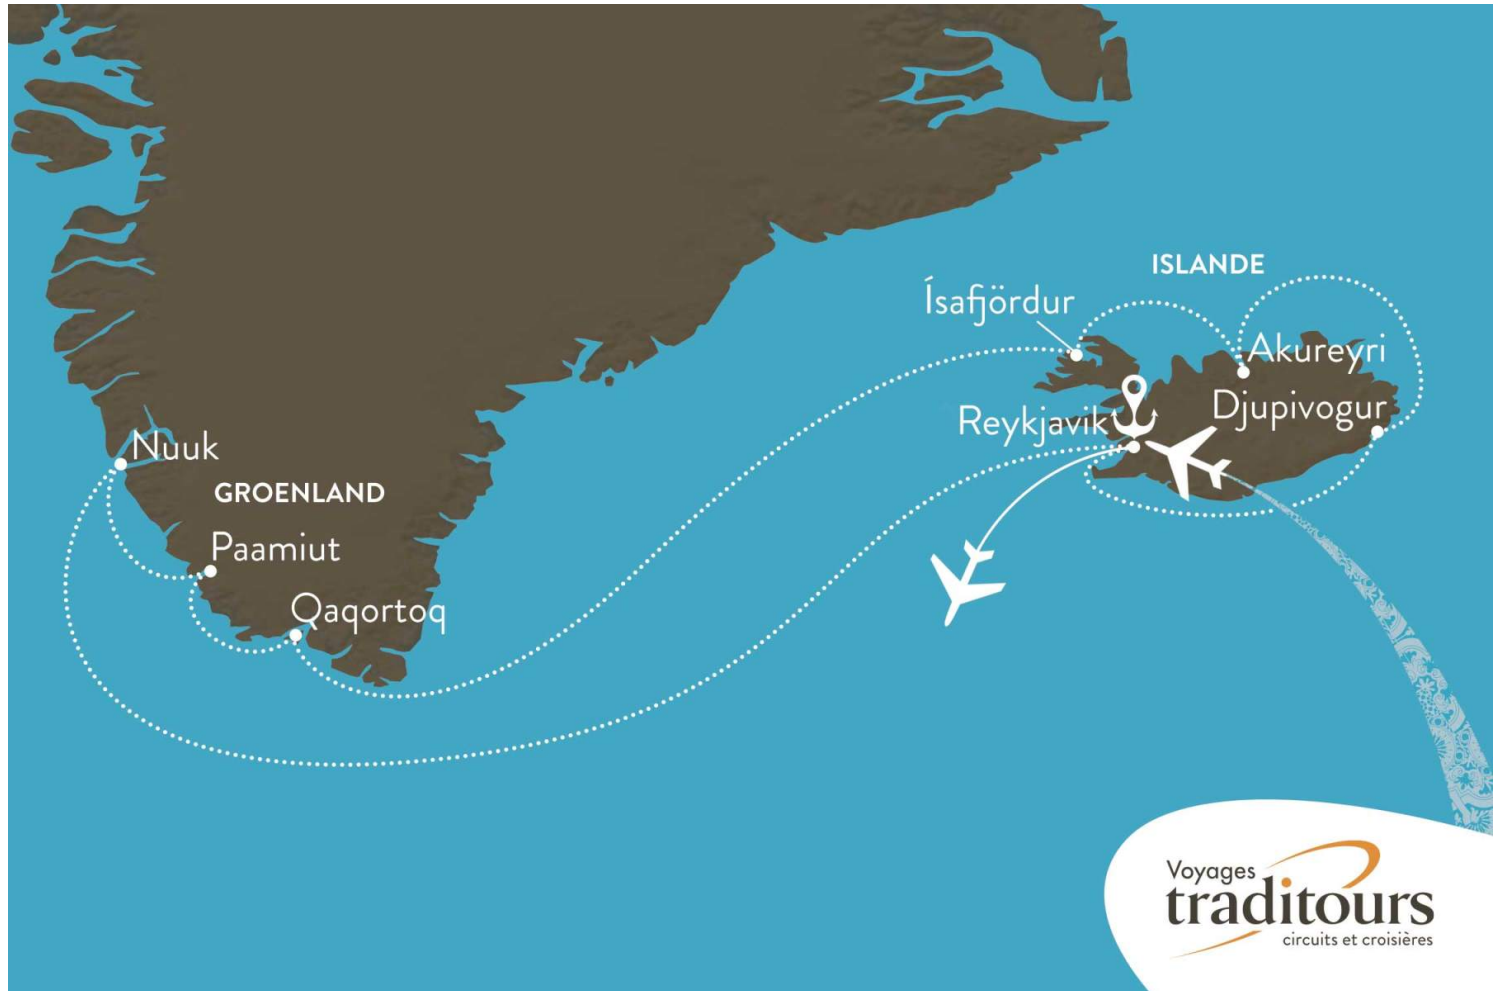 ISLANDE
Ísafjördur
Akureyri
Djupivogur
Reykjavik
Nuuk
GROENLAND
Paamiut
Qaqortoq
Voyages
traditours
circuits et croisières